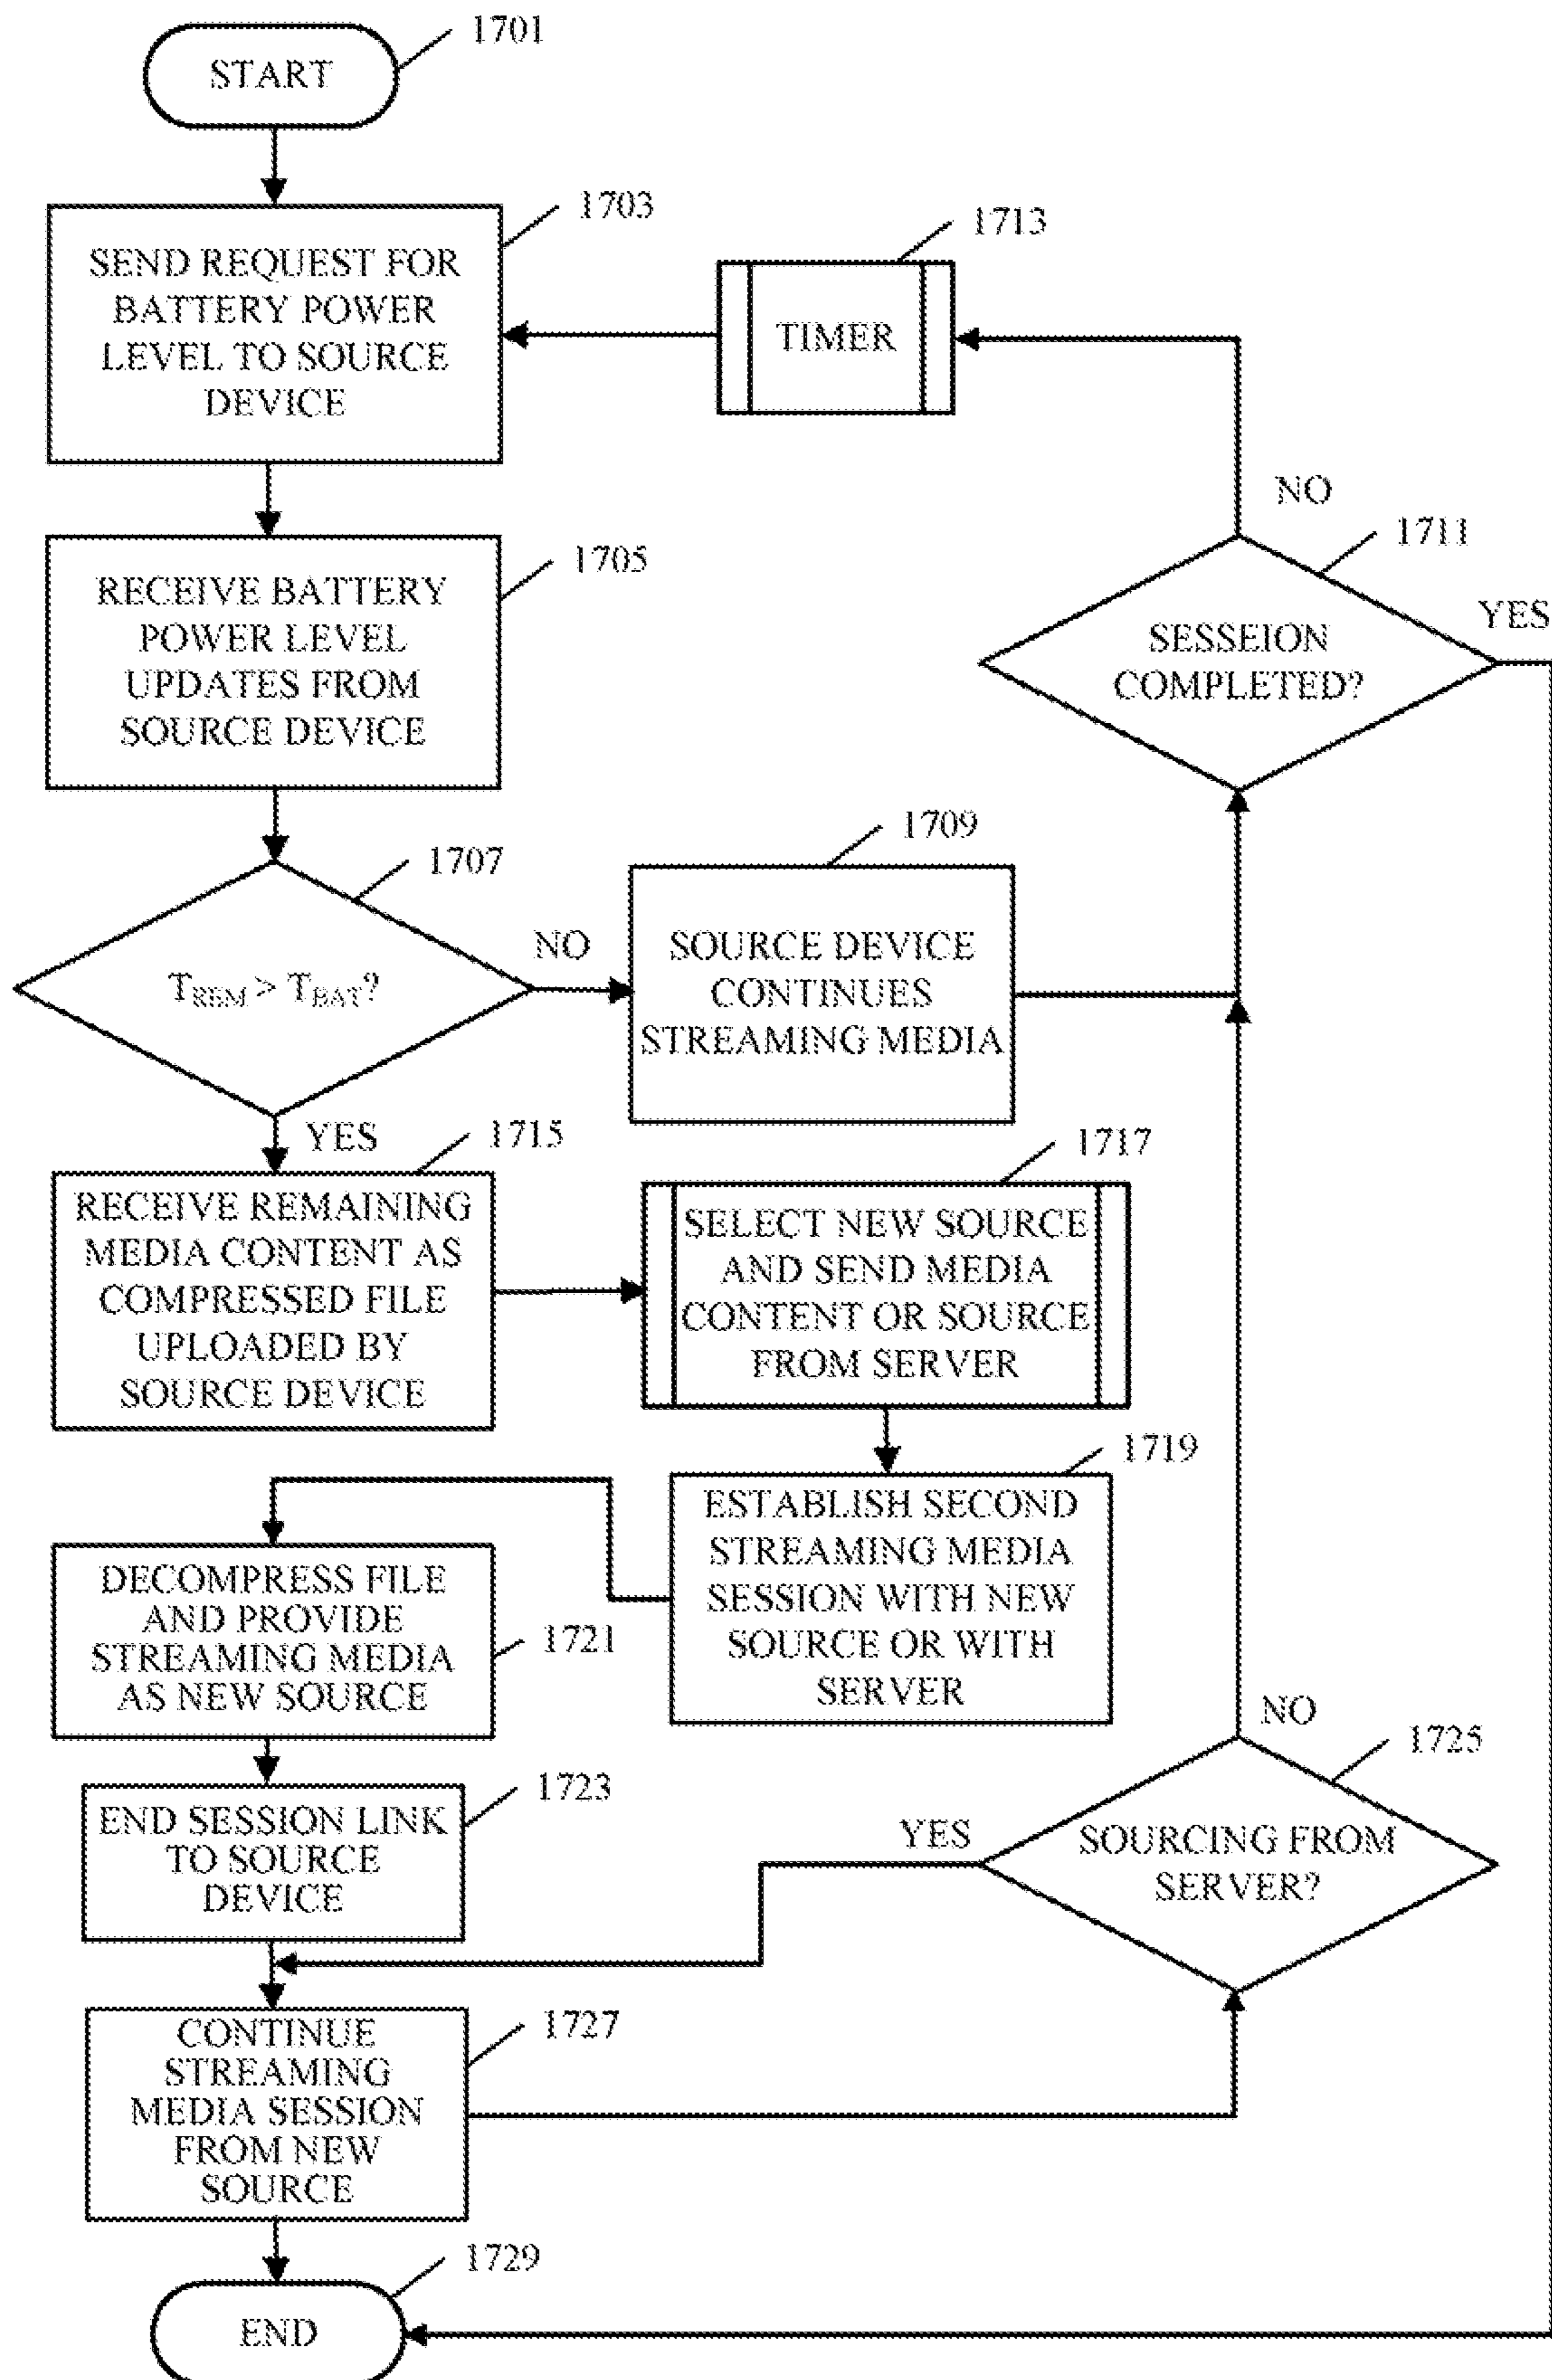 1701
START
1703
SEND REQUEST FOR
BATTERY POWER
LEVEL TO SOURCE
DEVICE
1713
TIMER
NO
1711
YES
SESSEION
COMPLETED?
1705
RECEIVE BATTERY
POWER LEVEL
UPDATES FROM
SOURCE DEVICE
1707
T_REM > T_BAT?
NO
1709
SOURCE DEVICE
CONTINUES
STREAMING MEDIA
YES
1715
RECEIVE REMAINING
MEDIA CONTENT AS
COMPRESSED FILE
UPLOADED BY
SOURCE DEVICE
1717
SELECT NEW SOURCE
AND SEND MEDIA
CONTENT OR SOURCE
FROM SERVER
1719
ESTABLISH SECOND
STREAMING MEDIA
SESSION WITH NEW
SOURCE OR WITH
SERVER
DECOMPRESS FILE
AND PROVIDE
STREAMING MEDIA
AS NEW SOURCE
1721
END SESSION LINK
TO SOURCE
DEVICE
1723
NO
1725
YES
SOURCING FROM
SERVER?
CONTINUE
STREAMING
MEDIA SESSION
FROM NEW
SOURCE
1727
1729
END